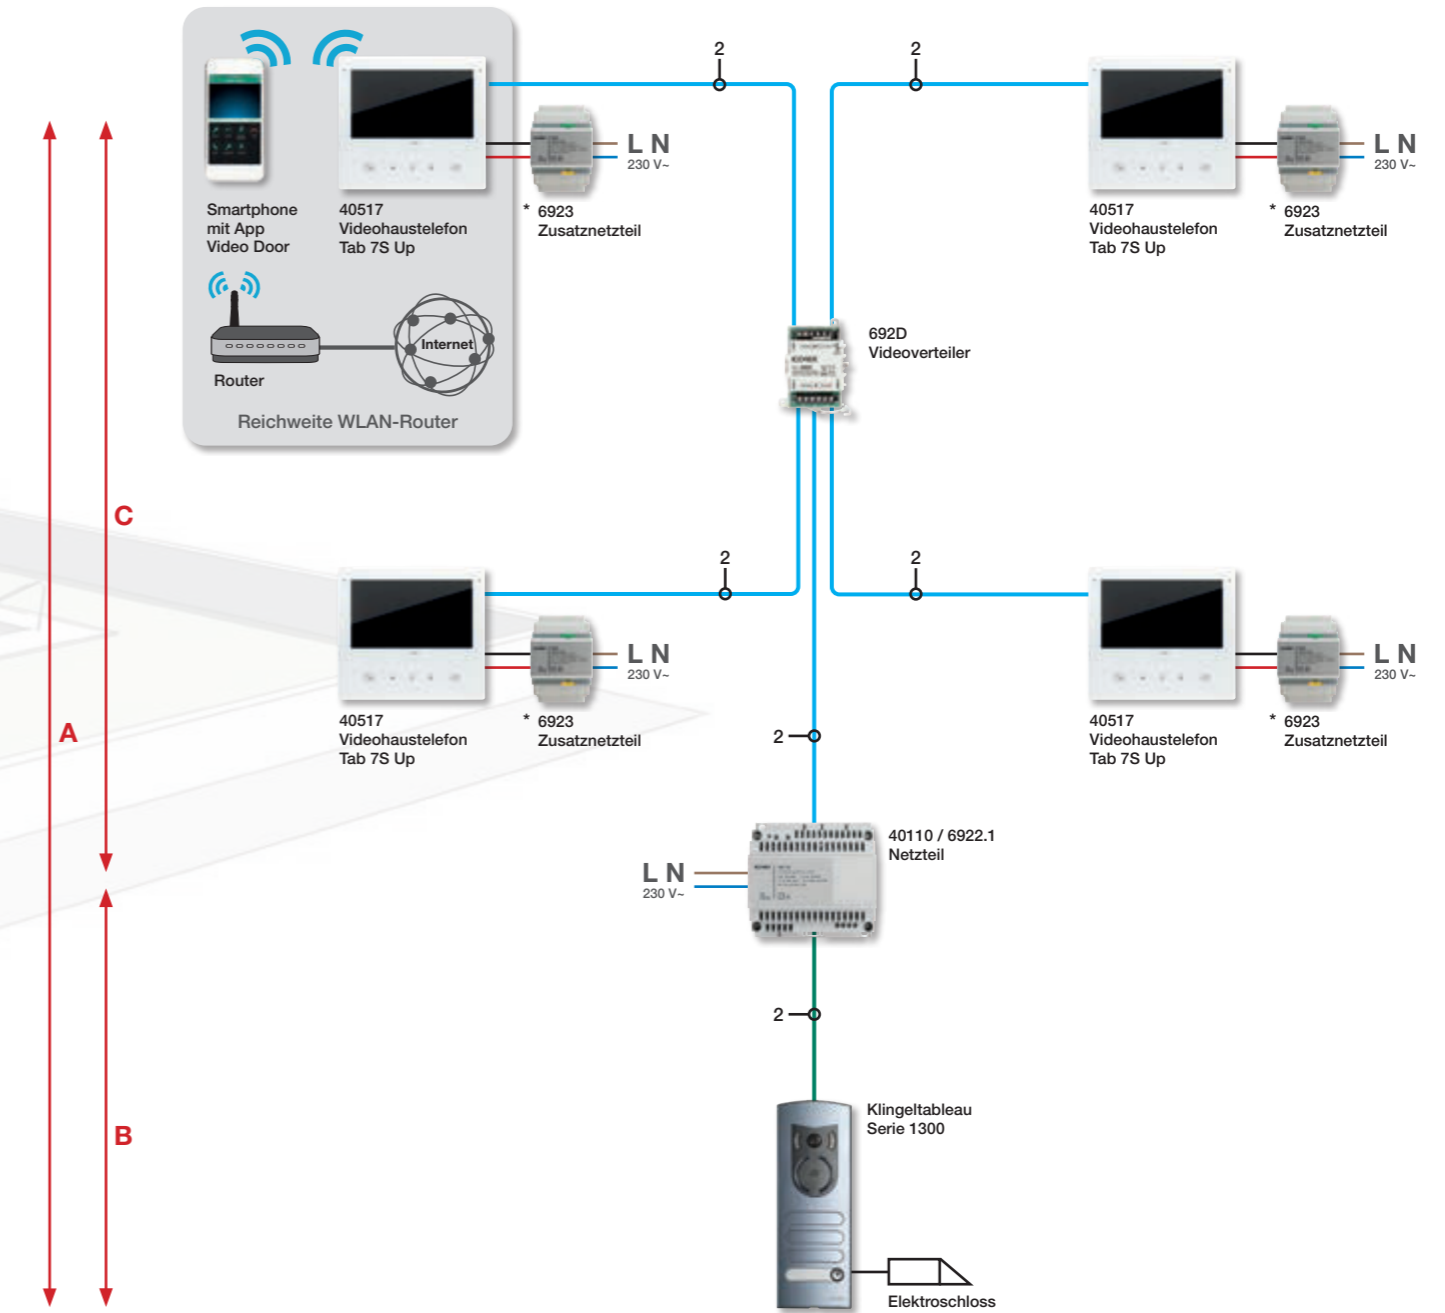 2
2
L N
230 V~
L N
230 V~
Smartphone
mit App
Video Door
40517
Videohaustelefon
Tab 7S Up
* 6923
Zusatznetzteil
40517
Videohaustelefon
Tab 7S Up
* 6923
Zusatznetzteil
692D
Videoverteiler
Internet
Router
Reichweite WLAN-Router
C
2
2
L N
230 V~
L N
230 V~
40517
Videohaustelefon
Tab 7S Up
* 6923
Zusatznetzteil
40517
Videohaustelefon
Tab 7S Up
* 6923
Zusatznetzteil
A
2
40110 / 6922.1
Netzteil
L N
230 V~
2
Klingeltableau
Serie 1300
B
Elektroschloss